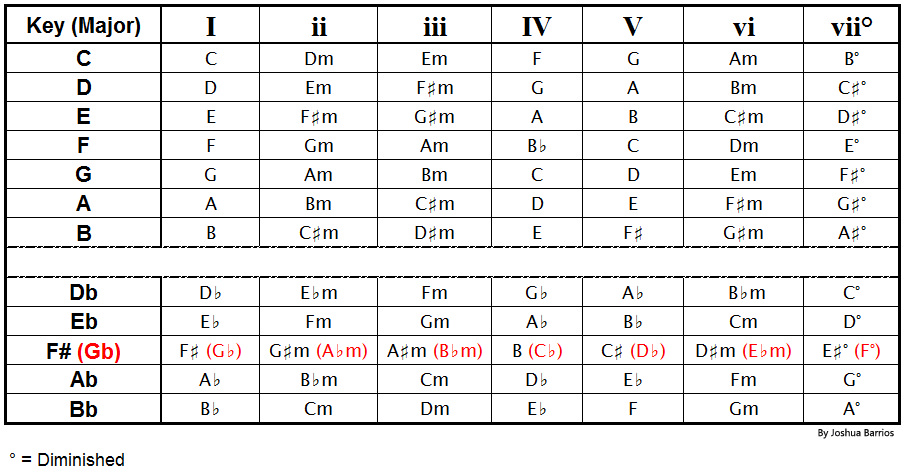 Key (Major) I ii iii IV V vi vii°
C C Dm Em F G Am B°
D D Em F♯m G A Bm C♯°
E E F♯m G♯m A B C♯m D♯°
F F Gm Am B♭ C Dm E°
G G Am Bm C D Em F♯°
A A Bm C♯m D E F♯m G♯°
B B C♯m D♯m E F♯ G♯m A♯°
Db D♭ E♭m Fm G♭ A♭ B♭m C°
Eb E♭ Fm Gm A♭ B♭ Cm D°
F# (Gb) F♯ (G♭) G♯m (A♭m) A♯m (B♭m) B (C♭) C♯ (D♭) D♯m (E♭m) E♯° (F°)
Ab A♭ B♭m Cm D♭ E♭ Fm G°
Bb B♭ Cm Dm E♭ F Gm A°
By Joshua Barrios
° = Diminished